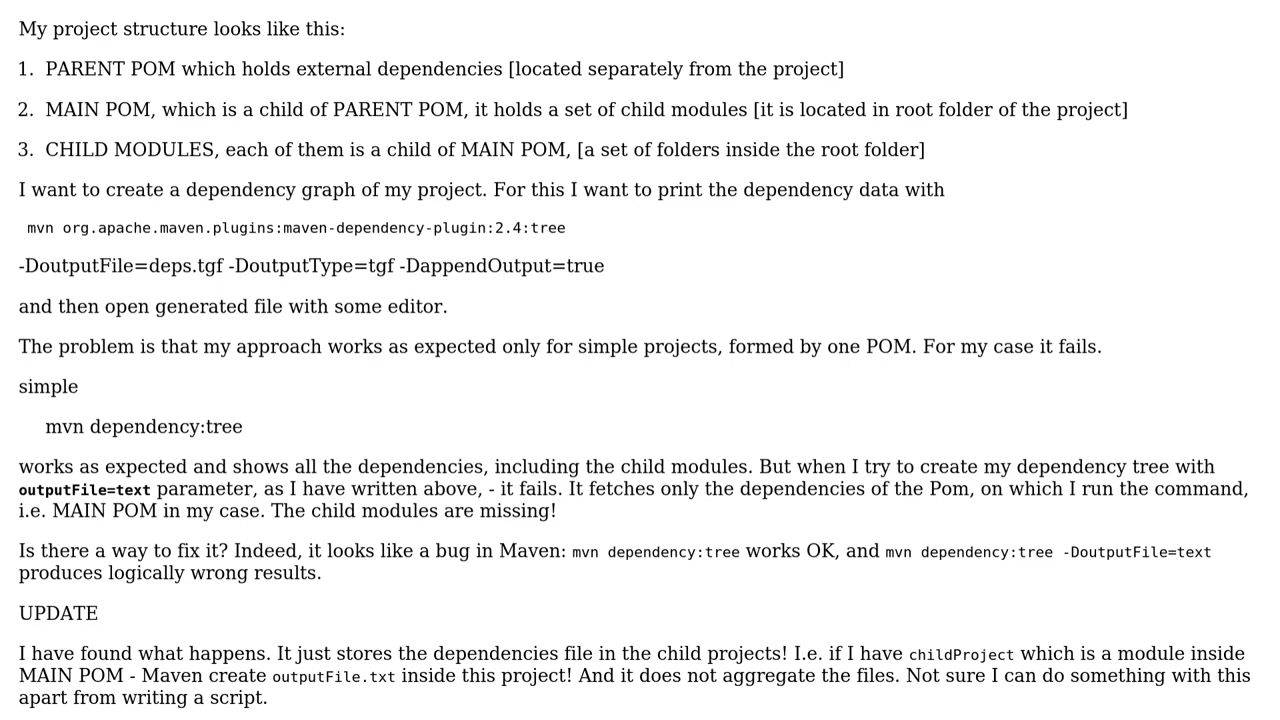 My project structure looks like this:
1. PARENT POM which holds external dependencies [located separately from the project]
2. MAIN POM, which is a child of PARENT POM, it holds a set of child modules [it is located in root folder of the project]
3. CHILD MODULES, each of them is a child of MAIN POM, [a set of folders inside the root folder]
I want to create a dependency graph of my project. For this I want to print the dependency data with
mvn org.apache.maven.plugins:maven-dependency-plugin:2.4:tree
-DoutputFile=deps.tgf -DoutputType=tgf -DappendOutput=true
and then open generated file with some editor.
The problem is that my approach works as expected only for simple projects, formed by one POM. For my case it fails.
simple
mvn dependency:tree
works as expected and shows all the dependencies, including the child modules. But when I try to create my dependency tree with
outputFile=text parameter, as I have written above, - it fails. It fetches only the dependencies of the Pom, on which I run the command,
i.e. MAIN POM in my case. The child modules are missing!
Is there a way to fix it? Indeed, it looks like a bug in Maven: mvn dependency:tree works OK, and mvn dependency:tree -DoutputFile=text
produces logically wrong results.
UPDATE
I have found what happens. It just stores the dependencies file in the child projects! I.e. if I have childProject which is a module inside
MAIN POM - Maven create outputFile.txt inside this project! And it does not aggregate the files. Not sure I can do something with this
apart from writing a script.